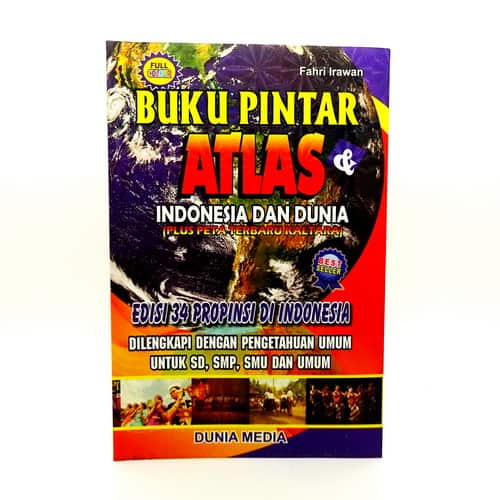 FULL
COLOR
Fahri Irawan
BUKU PINTAR
ATLAS &
INDONESIA DAN DUNIA
(PLUS PETA TERBARU KALTARA)
BEST
SELLER
EDISI 34 PROPINSI DI INDONESIA
DILENGKAPI DENGAN PENGETAHUAN UMUM
UNTUK SD, SMP, SMU DAN UMUM
DUNIA MEDIA